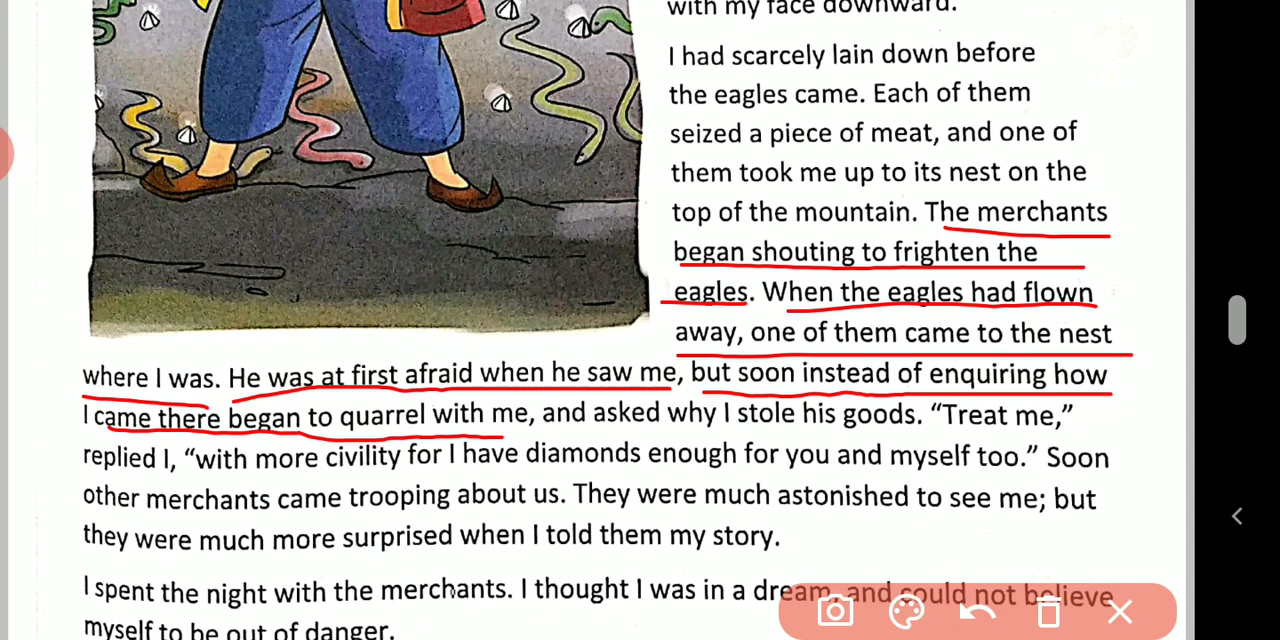 with my face downward.
I had scarcely lain down before
the eagles came. Each of them
seized a piece of meat, and one of
them took me up to its nest on the
top of the mountain. The merchants
began shouting to frighten the
eagles. When the eagles had flown
away, one of them came to the nest
where I was. He was at first afraid when he saw me, but soon instead of enquiring how
I came there began to quarrel with me, and asked why I stole his goods. “Treat me,”
replied I, “with more civility for I have diamonds enough for you and myself too.” Soon
other merchants came trooping about us. They were much astonished to see me; but
they were much more surprised when I told them my story.
I spent the night with the merchants. I thought I was in a dream, and could not believe
myself to be out of danger.